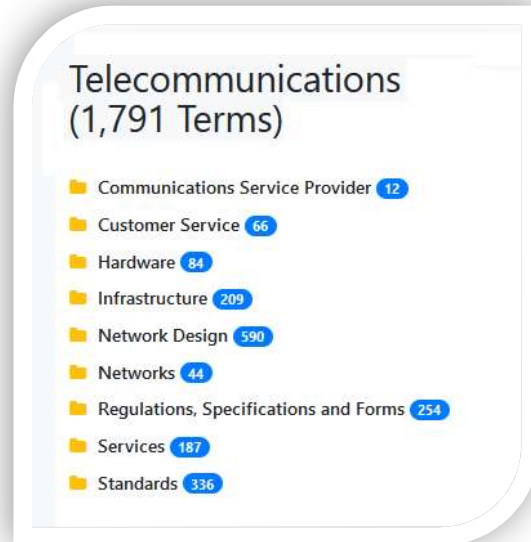 Telecommunications
(1,791 Terms)
Communications Service Provider 12
Customer Service 66
Hardware 84
Infrastructure 209
Network Design 590
Networks 44
Regulations, Specifications and Forms 254
Services 187
Standards 336